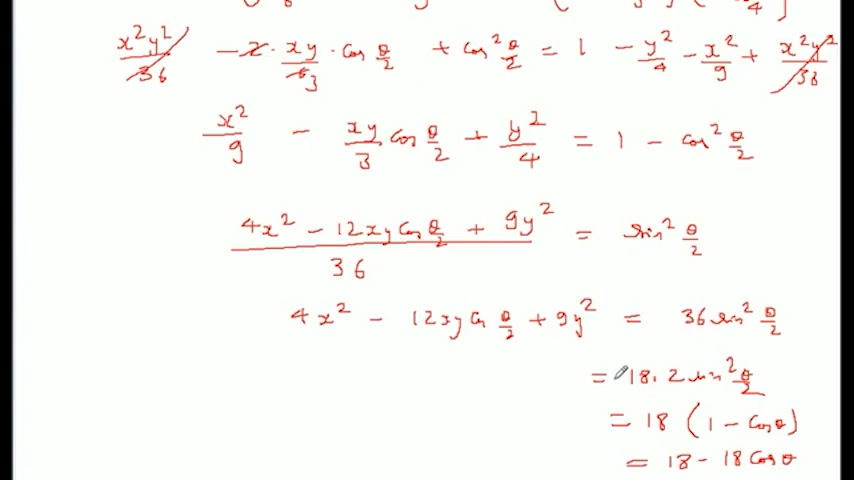 x²y²/36 - 2 · xy/63 · cos θ/2 + cos² θ/2 = 1 - y²/4 - x²/9 + x²y²/36
x²/9 - xy/3 cos θ/2 + y²/4 = 1 - cos² θ/2
4x² - 12xy cos θ/2 + 9y² / 36 = sin² θ/2
4x² - 12xy cos θ/2 + 9y² = 36 sin² θ/2
= 18. 2 sin² θ/2
= 18 (1 - cos θ)
= 18 - 18 cos θ